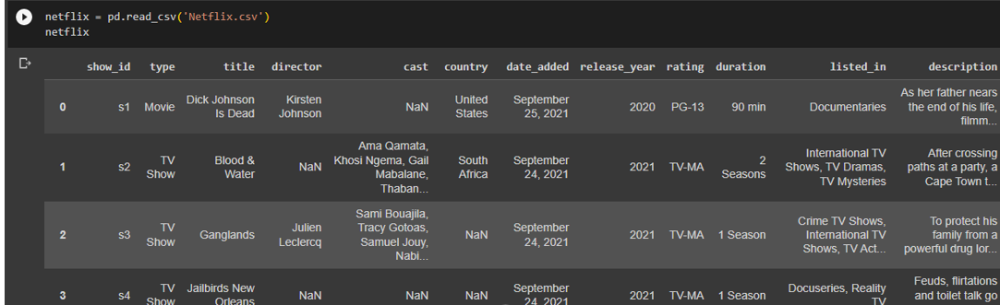 netflix = pd.read_csv('Netflix.csv')
netflix
show_id type title director cast country date_added release_year rating duration listed_in description
0 s1 Movie Dick Johnson Is Dead Kirsten Johnson NaN United States September 25, 2021 2020 PG-13 90 min Documentaries As her father nears the end of his life, filmm...
1 s2 TV Show Blood & Water NaN Ama Qamata, Khosi Ngema, Gail Mabalane, Thaban... South Africa September 24, 2021 2021 TV-MA 2 Seasons International TV Shows, TV Dramas, TV Mysteries After crossing paths at a party, a Cape Town t...
2 s3 TV Show Ganglands Julien Leclercq Sami Bouajila, Tracy Gotoas, Samuel Jouy, Nabi... NaN September 24, 2021 2021 TV-MA 1 Season Crime TV Shows, International TV Shows, TV Act... To protect his family from a powerful drug lor...
3 s4 TV Show Jailbirds New Orleans NaN NaN NaN September 24, 2021 2021 TV-MA 1 Season Docuseries, Reality TV Feuds, flirtations and toilet talk go